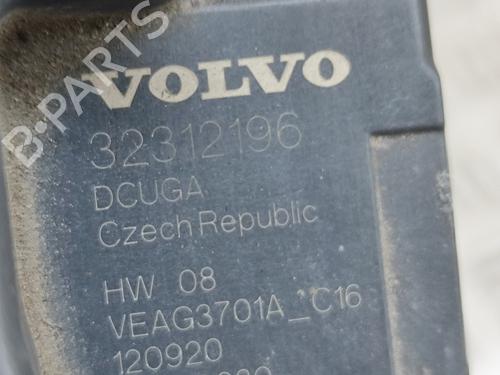 VOLVO
32312196
DCUGA
Czech Republic
HW 08
VEAG3701A_C16
120920
B-PARTS